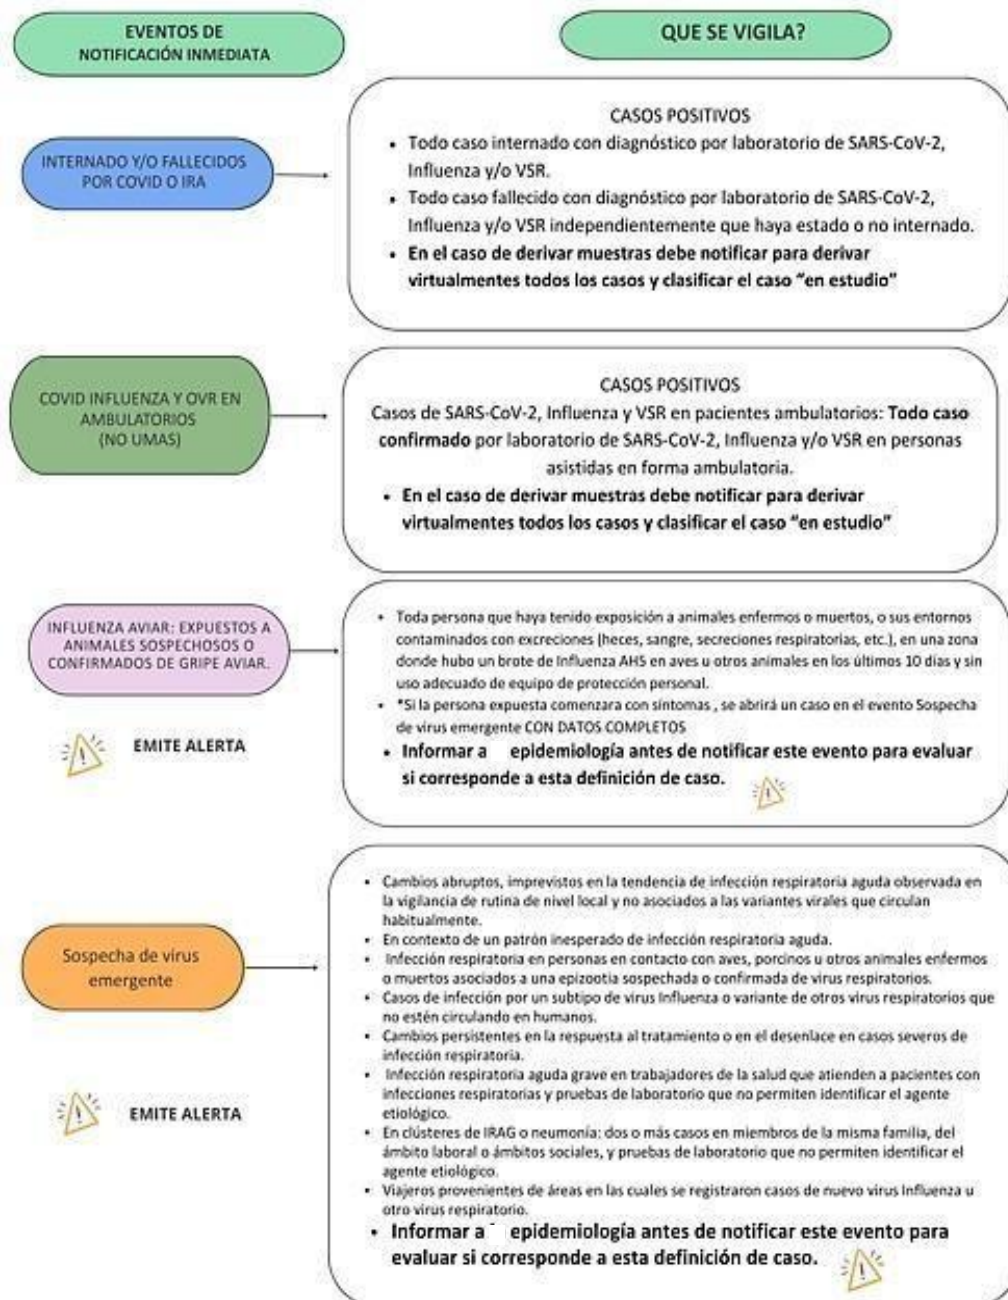 EVENTOS DE
NOTIFICACIÓN INMEDIATA
QUE SE VIGILA?
INTERNADO Y/O FALLECIDOS
POR COVID O IRA
CASOS POSITIVOS
• Todo caso internado con diagnóstico por laboratorio de SARS-CoV-2,
Influenza y/o VSR.
• Todo caso fallecido con diagnóstico por laboratorio de SARS-CoV-2,
Influenza y/o VSR independientemente que haya estado o no internado.
• En el caso de derivar muestras debe notificar para derivar
virtualmentes todos los casos y clasificar el caso "en estudio"
COVID INFLUENZA Y OVR EN
AMBULATORIOS
(NO UMAS)
CASOS POSITIVOS
Casos de SARS-CoV-2, Influenza y VSR en pacientes ambulatorios: Todo caso
confirmado por laboratorio de SARS-CoV-2, Influenza y/o VSR en personas
asistidas en forma ambulatoria.
• En el caso de derivar muestras debe notificar para derivar
virtualmentes todos los casos y clasificar el caso "en estudio"
INFLUENZA AVIAR: EXPUESTOS A
ANIMALES SOSPECHOSOS O
CONFIRMADOS DE GRIPE AVIAR.
EMITE ALERTA
• Toda persona que haya tenido exposición a animales enfermos o muertos, o sus entornos
contaminados con excreciones (heces, sangre, secreciones respiratorias, etc.), en una zona
donde hubo un brote de Influenza AHS en aves u otros animales en los últimos 10 días y sin
uso adecuado de equipo de protección personal.
• *Si la persona expuesta comenzara con síntomas , se abrirá un caso en el evento Sospecha
de virus emergente CON DATOS COMPLETOS
• Informar a epidemiología antes de notificar este evento para evaluar
si corresponde a esta definición de caso.
Sospecha de virus
emergente
EMITE ALERTA
• Cambios abruptos, imprevistos en la tendencia de infección respiratoria aguda observada en
la vigilancia de rutina de nivel local y no asociados a las variantes virales que circulan
habitualmente.
• En contexto de un patrón inesperado de infección respiratoria aguda.
• Infección respiratoria en personas en contacto con aves, porcinos u otros animales enfermos
o muertos asociados a una epizootia sospechada o confirmada de virus respiratorios.
• Casos de infección por un subtipo de virus Influenza o variante de otros virus respiratorios que
no estén circulando en humanos.
• Cambios persistentes en la respuesta al tratamiento o en el desenlace en casos severos de
infección respiratoria.
• Infección respiratoria aguda grave en trabajadores de la salud que atienden a pacientes con
infecciones respiratorias y pruebas de laboratorio que no permiten identificar el agente
etiológico.
• En clústeres de IRAG o neumonía: dos o más casos en miembros de la misma familia, del
ámbito laboral o ámbitos sociales, y pruebas de laboratorio que no permiten identificar el
agente etiológico.
• Viajeros provenientes de áreas en las cuales se registraron casos de nuevo virus Influenza u
otro virus respiratorio.
• Informar a epidemiología antes de notificar este evento para
evaluar si corresponde a esta definición de caso.